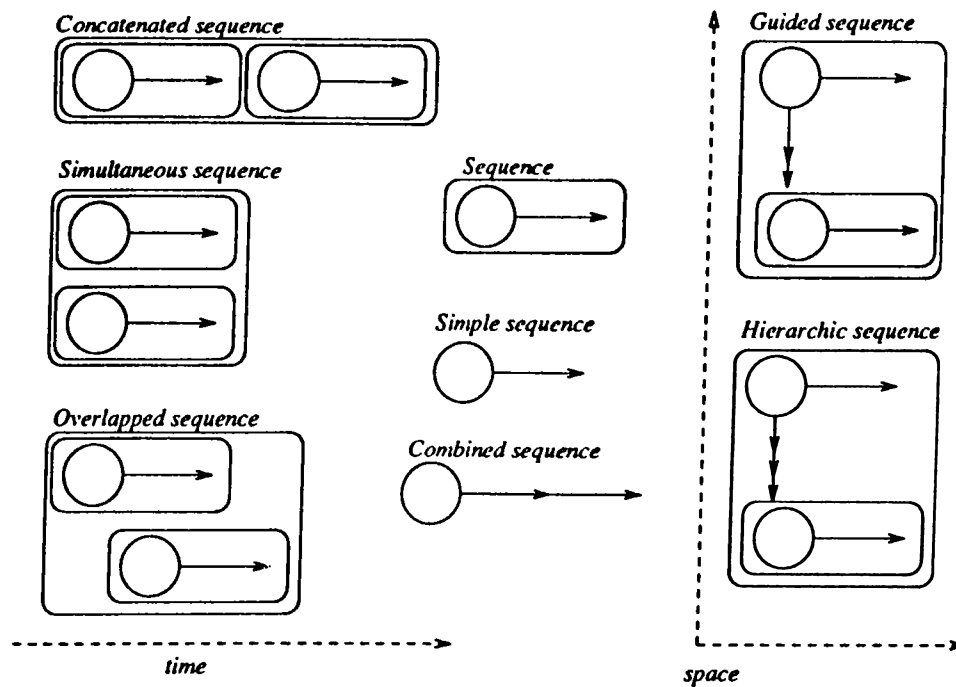 Concatenated sequence
Guided sequence
Simultaneous sequence
Sequence
Simple sequence
Hierarchic sequence
Overlapped sequence
Combined sequence
time
space